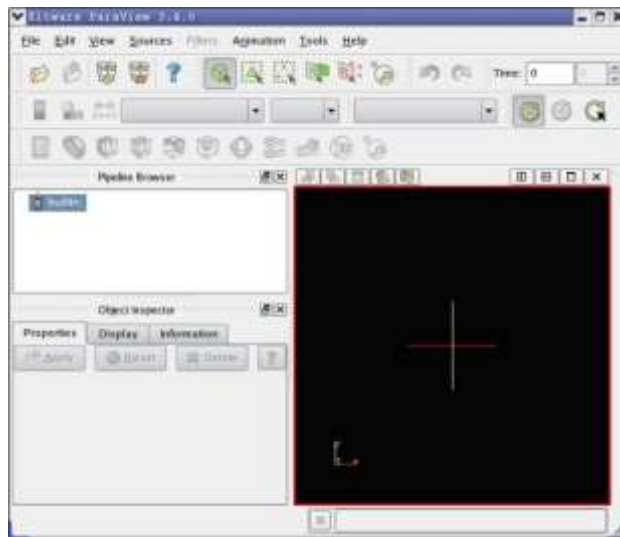 Kitware ParaView 3.4.0
File Edit View Sources Filters Animation Tools Help
Time: 0
Pipeline Browser
builtin:
Object Inspector
Properties Display Information
Apply Reset Delete ?